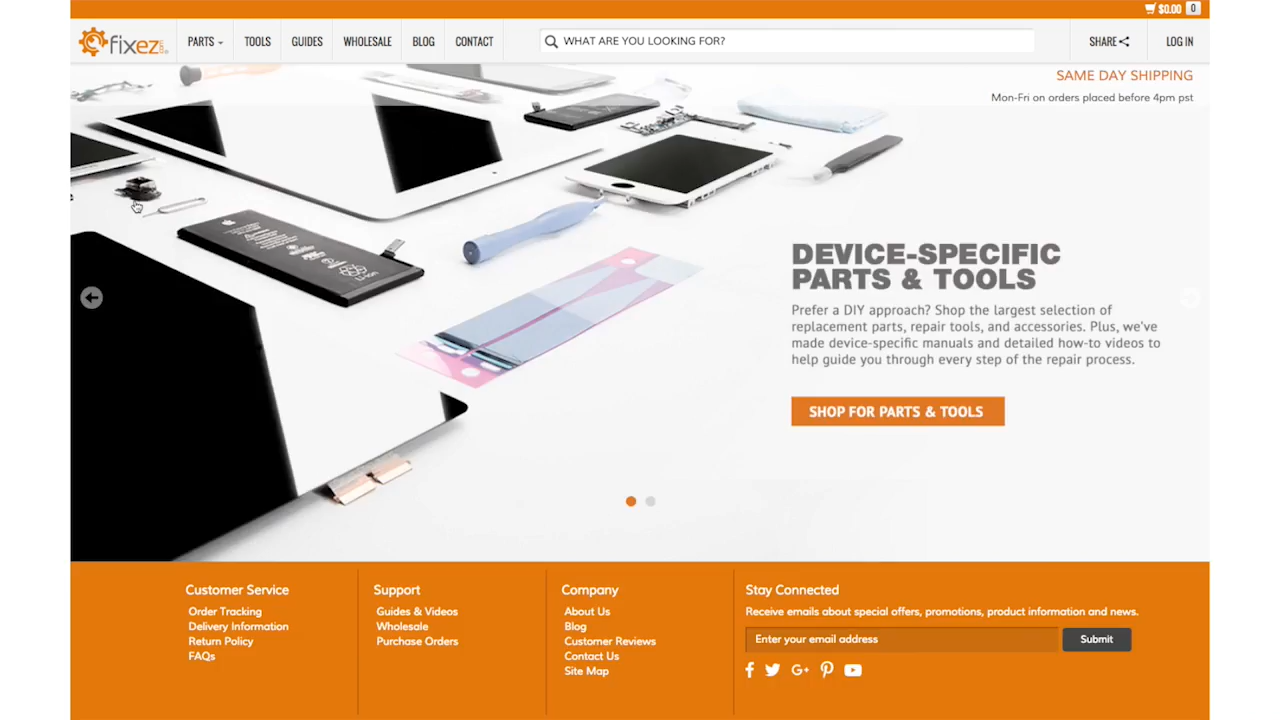 $0.00 0
fixez.com
PARTS TOOLS GUIDES WHOLESALE BLOG CONTACT WHAT ARE YOU LOOKING FOR? SHARE LOG IN
SAME DAY SHIPPING
Mon-Fri on orders placed before 4pm pst
Li-ion
DEVICE-SPECIFIC
PARTS & TOOLS
Prefer a DIY approach? Shop the largest selection of
replacement parts, repair tools, and accessories. Plus, we've
made device-specific manuals and detailed how-to videos to
help guide you through every step of the repair process.
SHOP FOR PARTS & TOOLS
Customer Service
Order Tracking
Delivery Information
Return Policy
FAQs
Support
Guides & Videos
Wholesale
Purchase Orders
Company
About Us
Blog
Customer Reviews
Contact Us
Site Map
Stay Connected
Receive emails about special offers, promotions, product information and news.
Enter your email address Submit